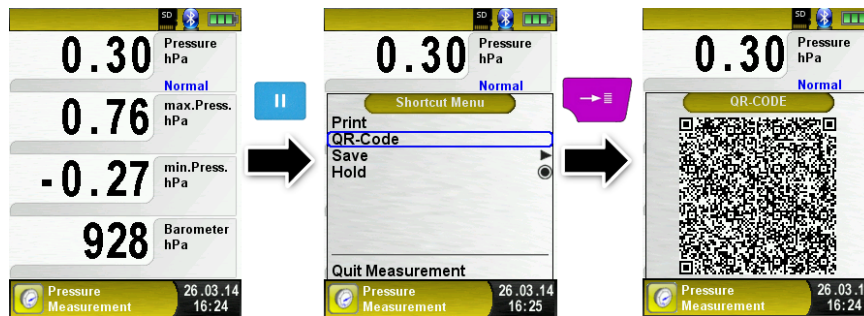 SD
0.30
Pressure
hPa
Normal
0.76
max.Press.
hPa
-0.27
min.Press.
hPa
928
Barometer
hPa
Pressure
Measurement
26.03.14
16:24
SD
0.30
Pressure
hPa
Normal
Shortcut Menu
Print
QR-Code
Save
Hold
Quit Measurement
Pressure
Measurement
26.03.14
16:25
SD
0.30
Pressure
hPa
Normal
QR-CODE
Pressure
Measurement
26.03.1
16:24